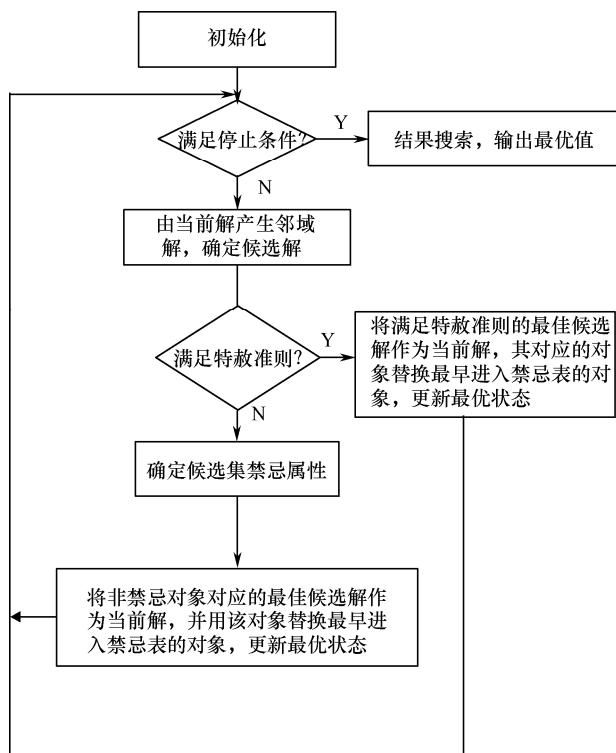 初始化
满足停止条件?
Y
结果搜索，输出最优值
N
由当前解产生邻域
解，确定候选解
满足特赦准则?
Y
将满足特赦准则的最佳候选
解作为当前解，其对应的对
象替换最早进入禁忌表的对
象，更新最优状态
N
确定候选集禁忌属性
将非禁忌对象对应的最佳候选解作
为当前解，并用该对象替换最早进
入禁忌表的对象，更新最优状态